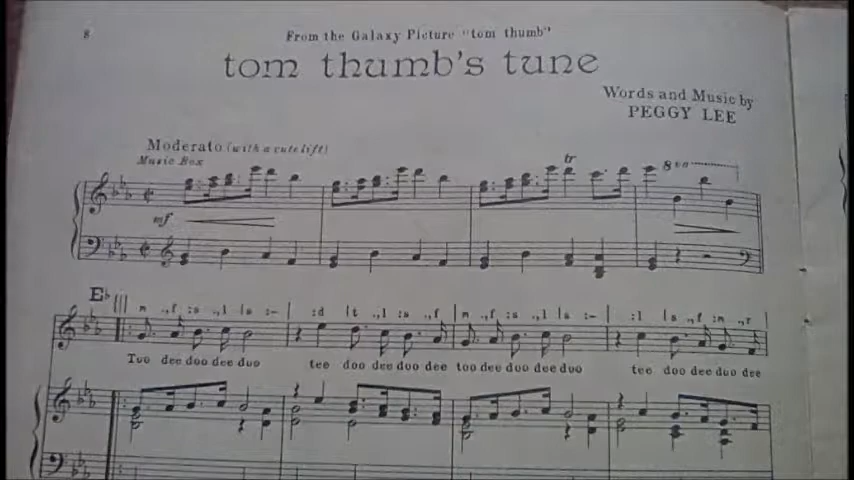 8
From the Galaxy Picture "tom thumb"
tom thumb's tune
Words and Music by
PEGGY LEE
Moderato (with a cute lift)
Music Box
tr
8va
mf
E♭
m .,f :s .,l |s :– | :d |t .,l :s .,f | m .,f :s .,l |s :– | :l |s .,f :m .,r |
Too dee doo dee doo tee doo dee doo dee too dee doo dee doo tee doo dee doo dee